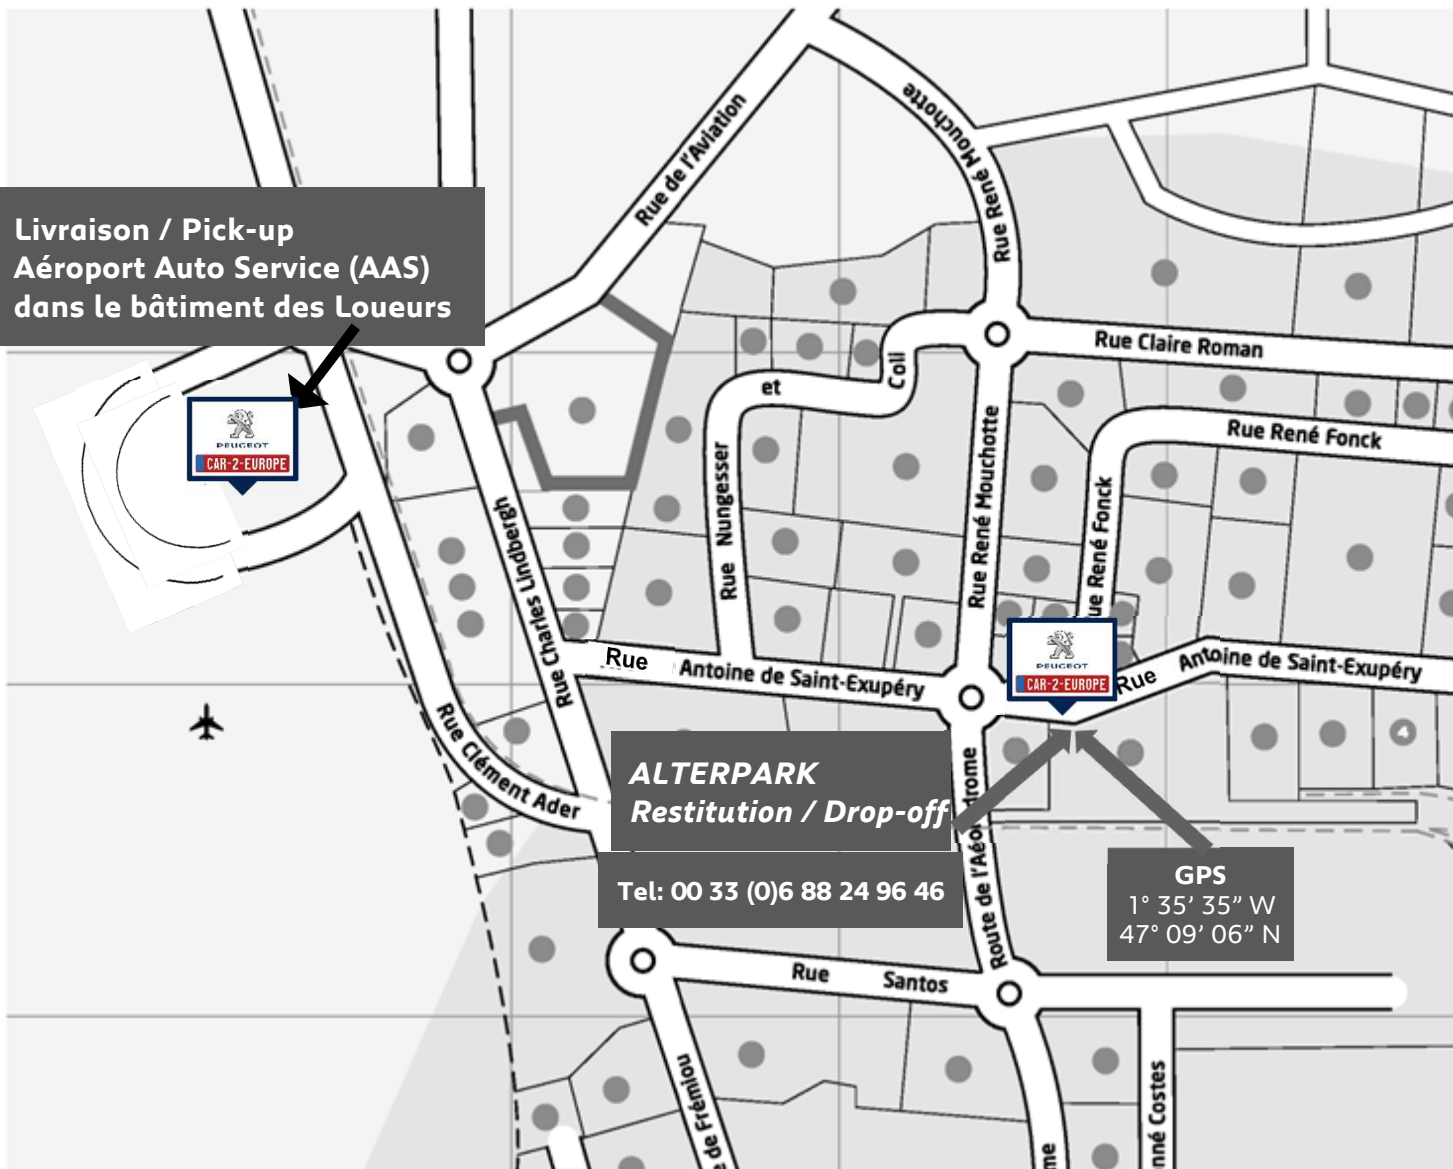 Rue de l'Aviation
Rue René Mouchotte
Livraison / Pick-up
Aéroport Auto Service (AAS)
dans le bâtiment des Loueurs
Rue Claire Roman
et
Coli
PEUGEOT
CAR-2-EUROPE
Rue René Fonck
Rue Charles Lindbergh
Rue Nungesser
Rue René Mouchotte
ue René Fonck
Rue Antoine de Saint-Exupéry
PEUGEOT
CAR-2-EUROPE
Rue Antoine de Saint-Exupéry
Rue Clément Ader
4
ALTERPARK
Restitution / Drop-off
Tel: 00 33 (0)6 88 24 96 46
Route de l'Aérodrome
GPS
1° 35’ 35” W
47° 09’ 06” N
Rue Santos
e de Frémiou
me
nné Costes